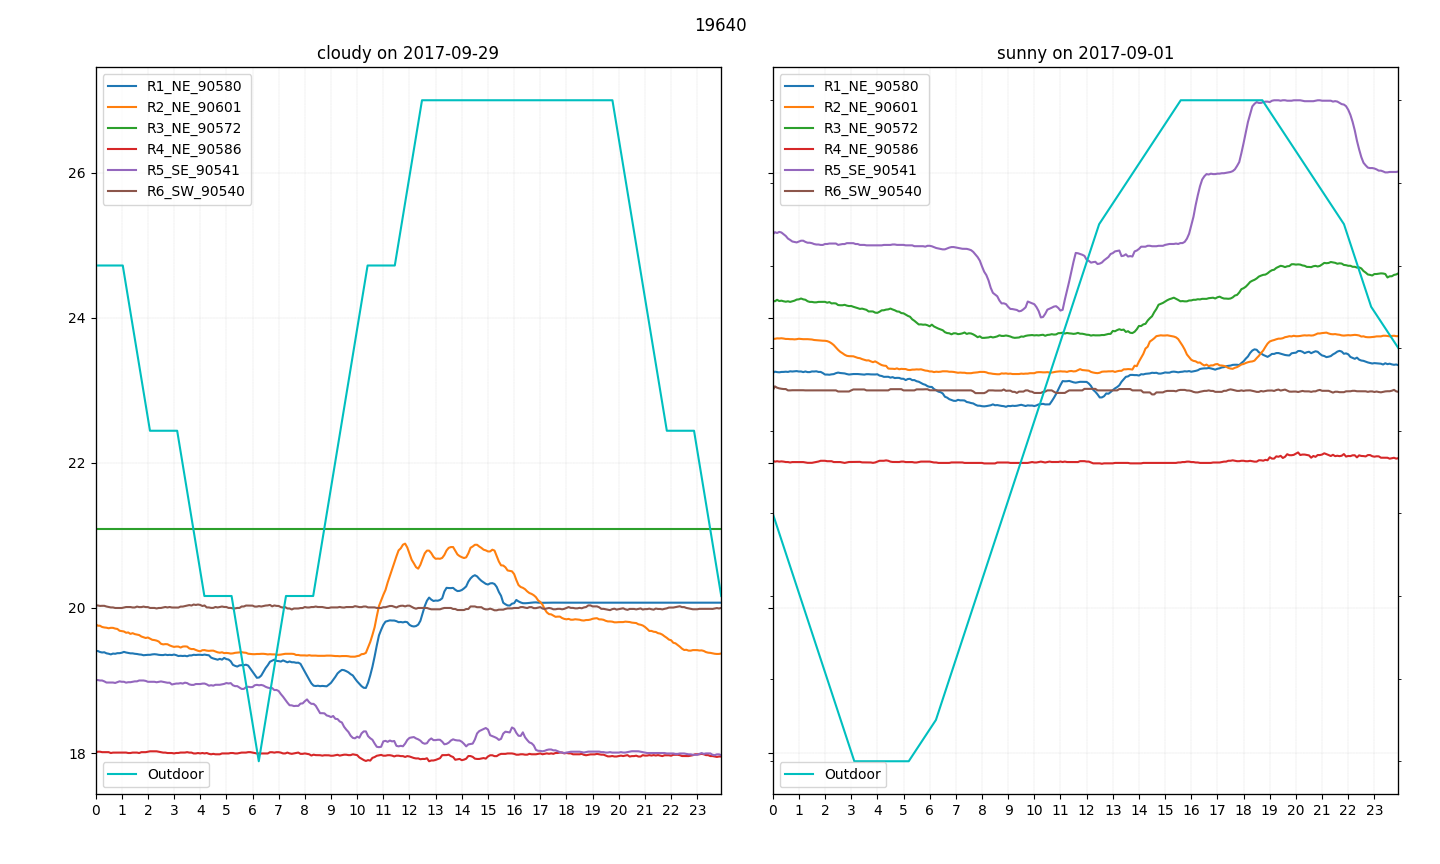 19640
cloudy on 2017-09-29
R1_NE_90580
R2_NE_90601
R3_NE_90572
R4_NE_90586
R5_SE_90541
R6_SW_90540
26
24
22
20
18
Outdoor
0 1 2 3 4 5 6 7 8 9 10 11 12 13 14 15 16 17 18 19 20 21 22 23
sunny on 2017-09-01
R1_NE_90580
R2_NE_90601
R3_NE_90572
R4_NE_90586
R5_SE_90541
R6_SW_90540
Outdoor
0 1 2 3 4 5 6 7 8 9 10 11 12 13 14 15 16 17 18 19 20 21 22 23